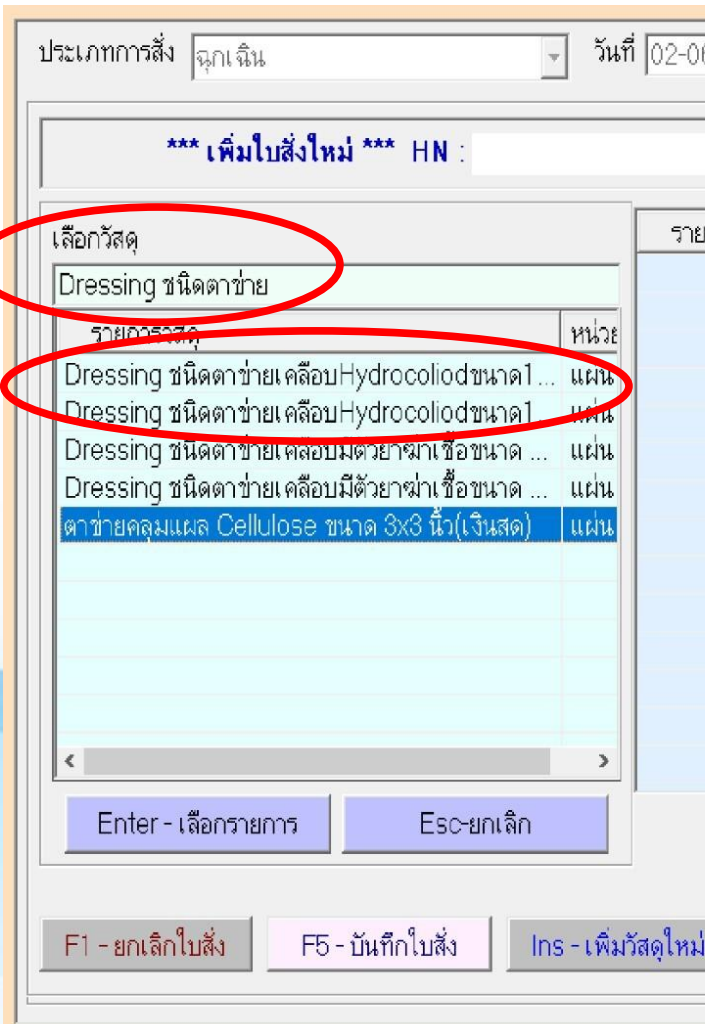 ประเภทการสั่ง ฉุกเฉิน วันที่ 02-06
*** เพิ่มใบสั่งใหม่ *** HN :
เลือกวัสดุ
ราย
Dressing ชนิดตาข่าย
รายการวัสดุ หน่วย
Dressing ชนิดตาข่ายเคลือบHydrocoliodขนาด1... แผ่น
Dressing ชนิดตาข่ายเคลือบHydrocoliodขนาด1... แผ่น
Dressing ชนิดตาข่ายเคลือบมีตัวยาฆ่าเชื้อขนาด ... แผ่น
Dressing ชนิดตาข่ายเคลือบมีตัวยาฆ่าเชื้อขนาด ... แผ่น
ตาข่ายคลุมแผล Cellulose ขนาด 3x3 นิ้ว(เงินสด) แผ่น
Enter - เลือกรายการ Esc-ยกเลิก
F1 - ยกเลิกใบสั่ง F5 - บันทึกใบสั่ง Ins - เพิ่มวัสดุใหม่